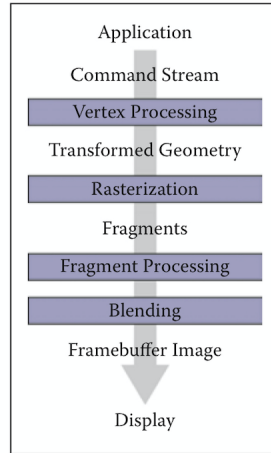 Application
Command Stream
Vertex Processing
Transformed Geometry
Rasterization
Fragments
Fragment Processing
Blending
Framebuffer Image
Display